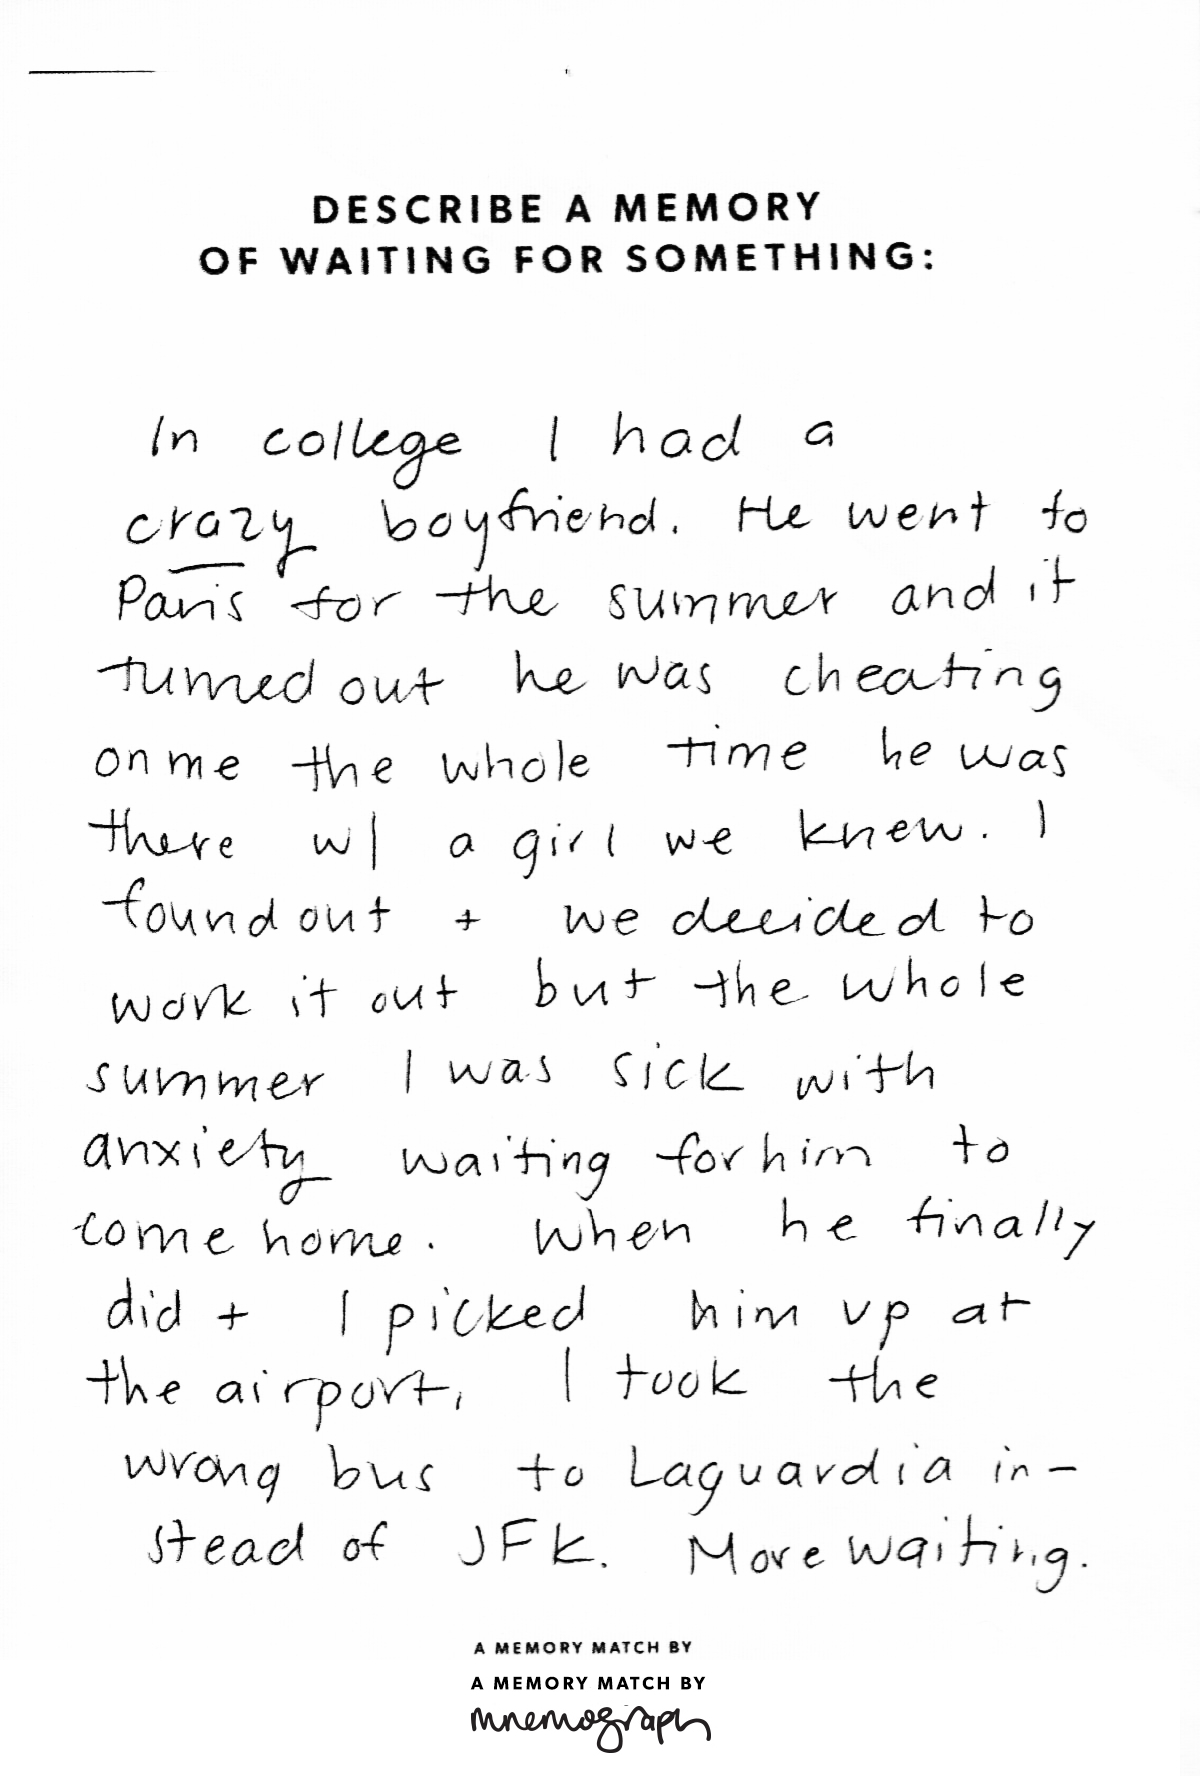 DESCRIBE A MEMORY
OF WAITING FOR SOMETHING:
In college I had a
crazy boyfriend. He went to
Paris for the summer and it
turned out he was cheating
on me the whole time he was
there w/ a girl we knew. I
found out + we decided to
work it out but the whole
summer I was sick with
anxiety waiting for him to
come home. When he finally
did + I picked him up at
the airport, I took the
wrong bus to Laguardia in-
stead of JFK. More waiting.
A MEMORY MATCH BY
A MEMORY MATCH BY
mnemograph